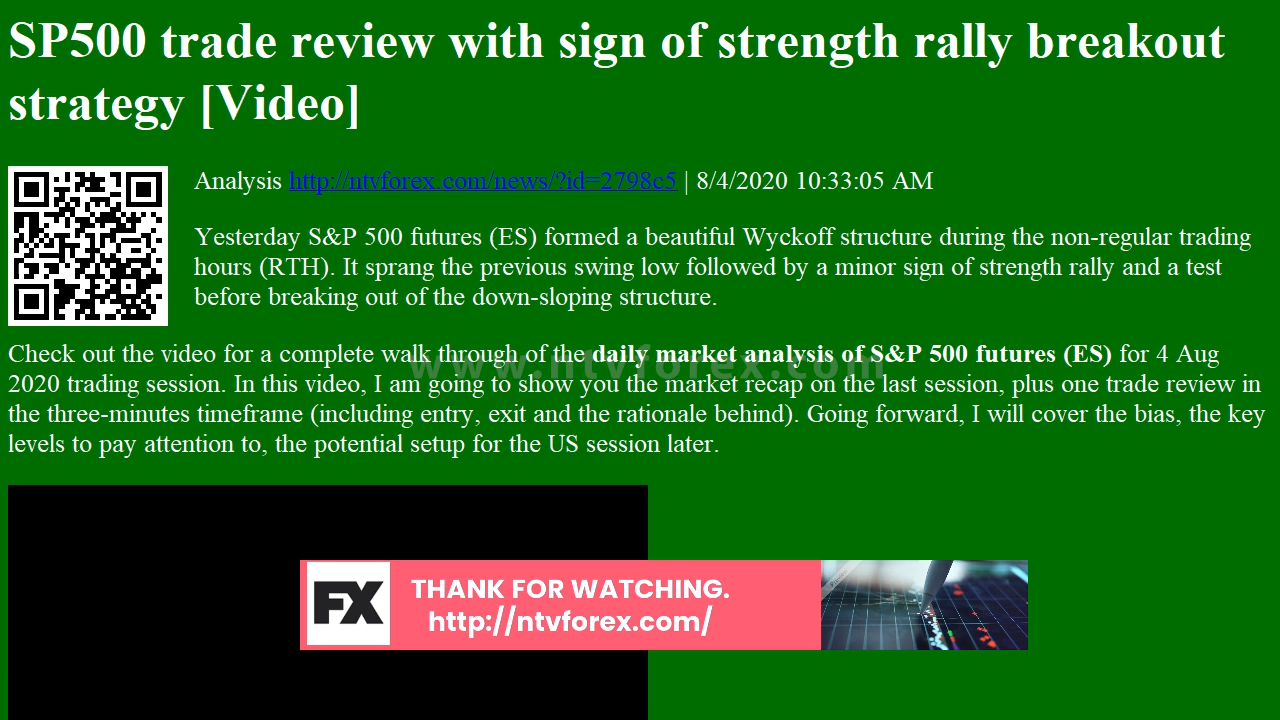 SP500 trade review with sign of strength rally breakout
strategy [Video]
Analysis http://ntvforex.com/news/?id=2798c5 | 8/4/2020 10:33:05 AM
Yesterday S&P 500 futures (ES) formed a beautiful Wyckoff structure during the non-regular trading
hours (RTH). It sprang the previous swing low followed by a minor sign of strength rally and a test
before breaking out of the down-sloping structure.
Check out the video for a complete walk through of the daily market analysis of S&P 500 futures (ES) for 4 Aug
www.ntvforex.com
2020 trading session. In this video, I am going to show you the market recap on the last session, plus one trade review in
the three-minutes timeframe (including entry, exit and the rationale behind). Going forward, I will cover the bias, the key
levels to pay attention to, the potential setup for the US session later.
FX
THANK FOR WATCHING.
http://ntvforex.com/